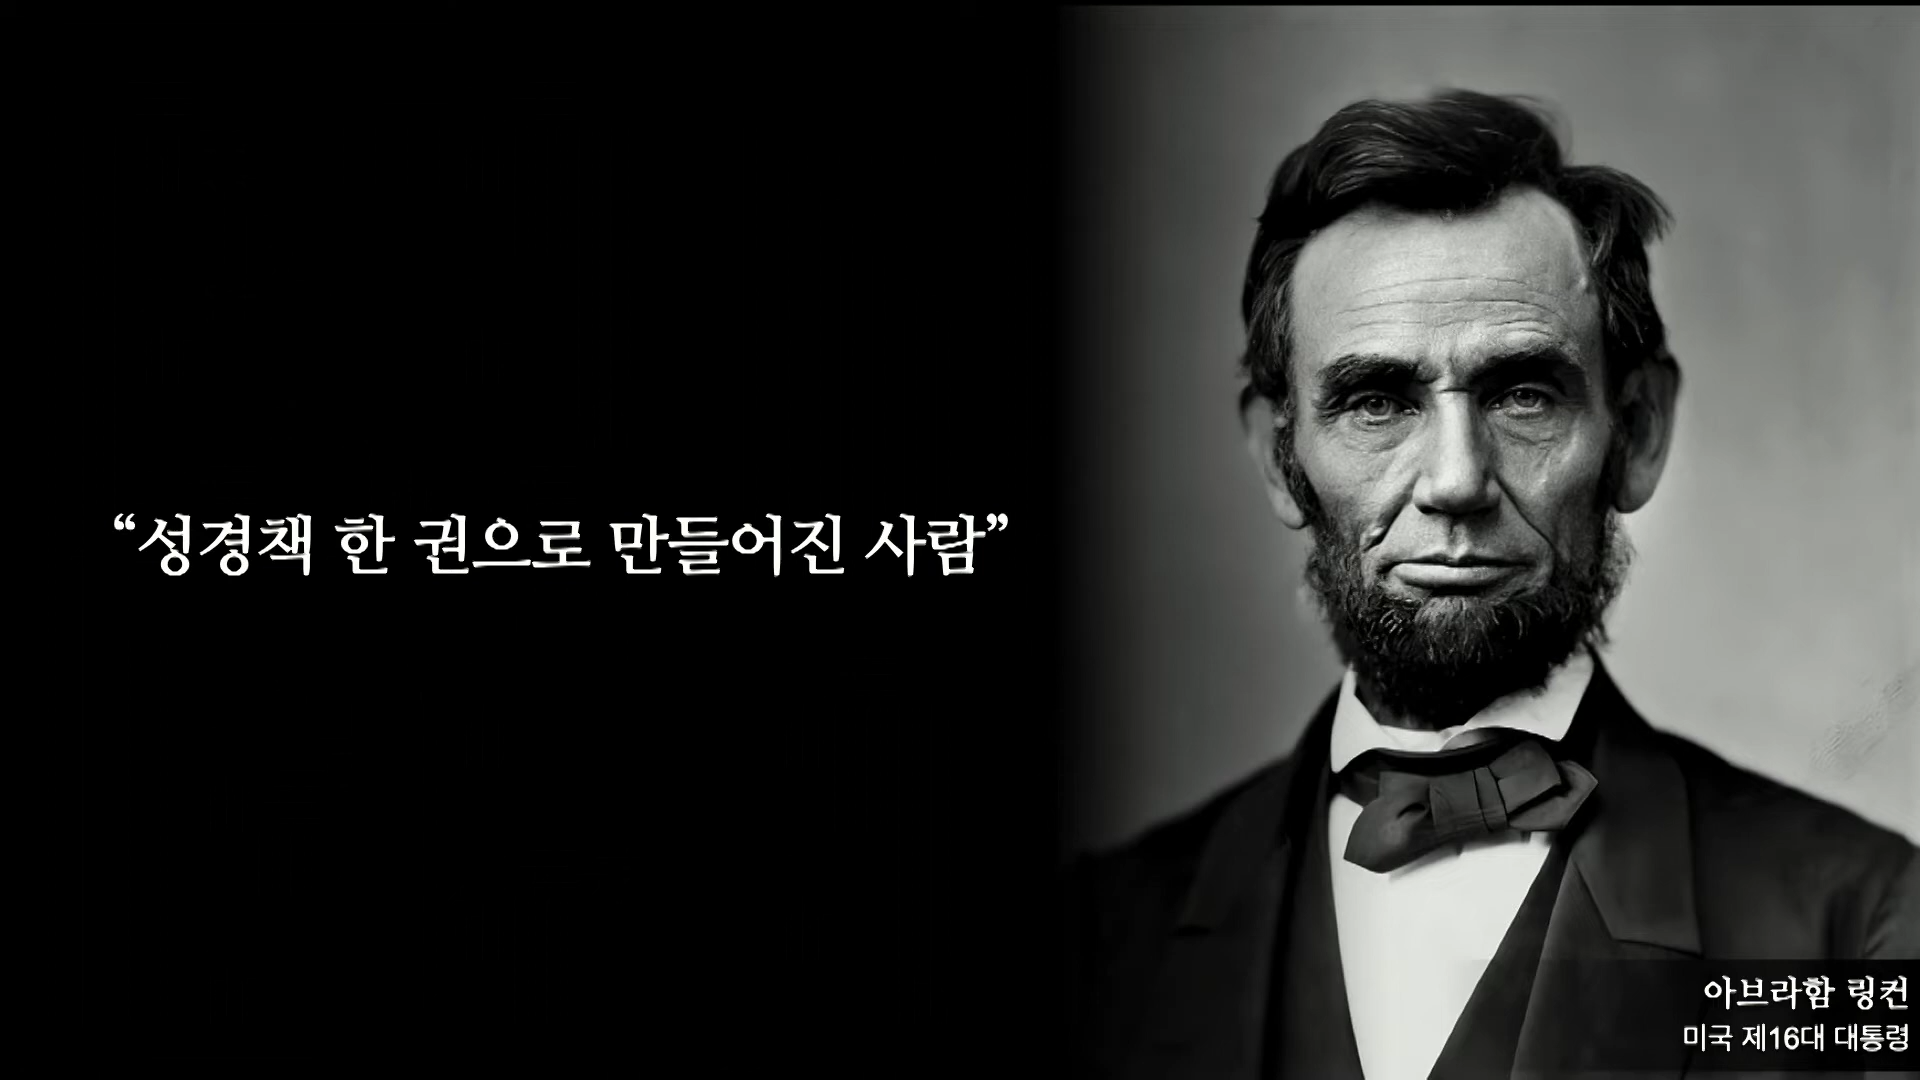 “성경책 한 권으로 만들어진 사람”
아브라함 링컨
미국 제16대 대통령